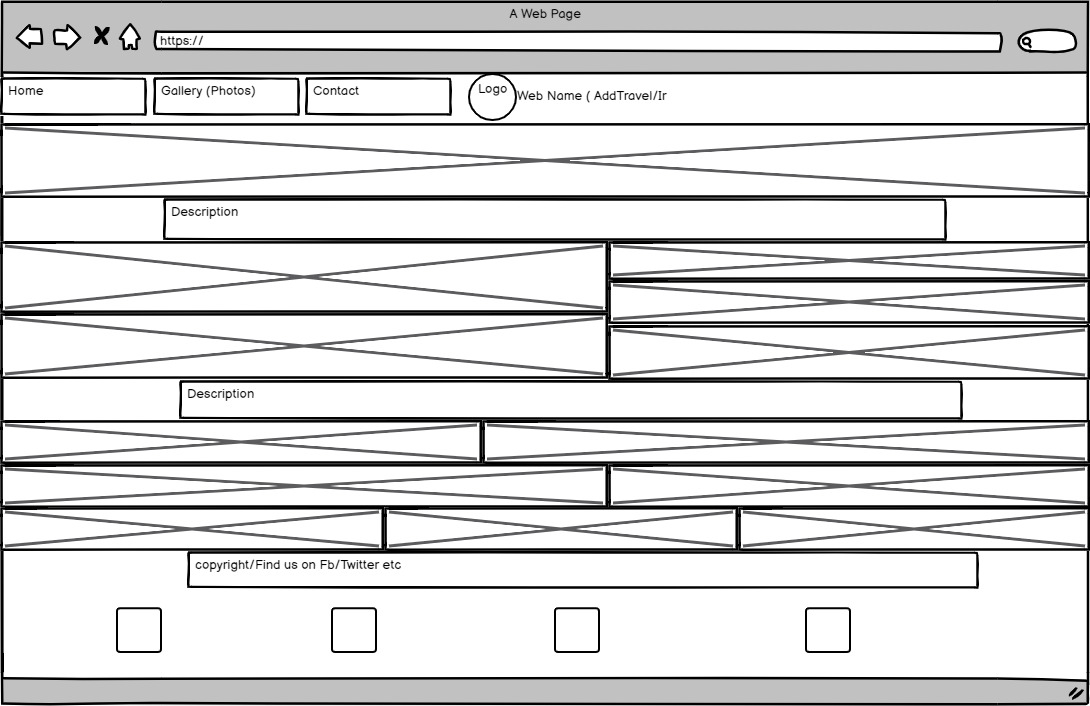 A Web Page
https://
Home
Gallery (Photos)
Contact
Logo
Web Name ( AddTravel/Ir
Description
Description
copyright/Find us on Fb/Twitter etc